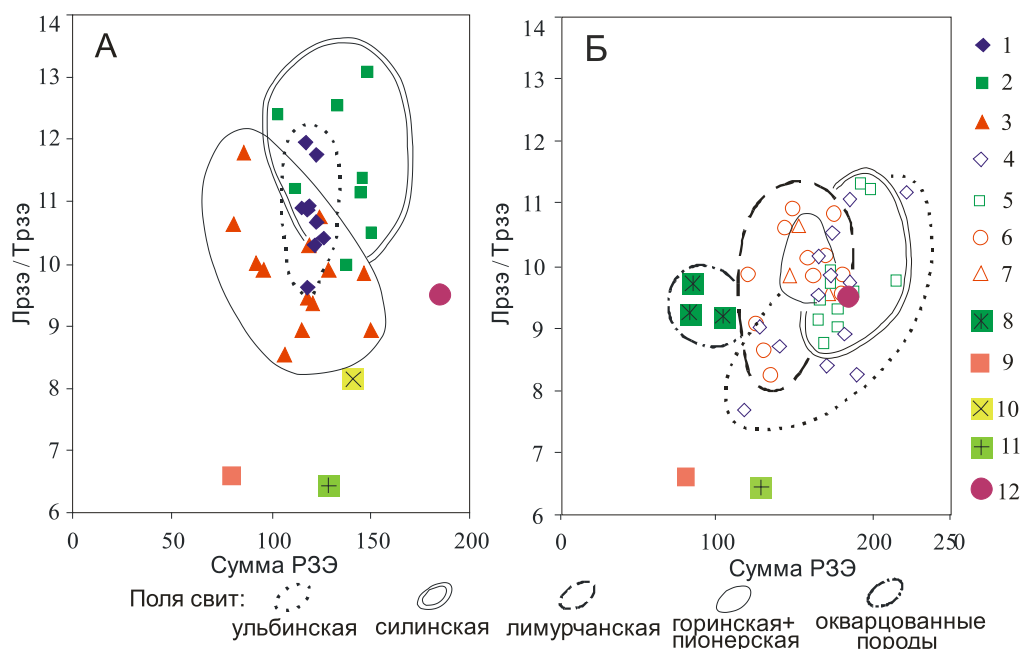 А
14
13
12
11
10
9
8
7
6
Лрзэ / Трзэ
0
50
100
150
200
Сумма РЗЭ
Б
14
13
12
11
10
9
8
7
6
Лрзэ / Трзэ
0
100
150
200
250
Сумма РЗЭ
1
2
3
4
5
6
7
8
9
10
11
12
Поля свит:
ульбинская
силинская
лимурчанская
горинская+
пионерская
окварцованные
породы